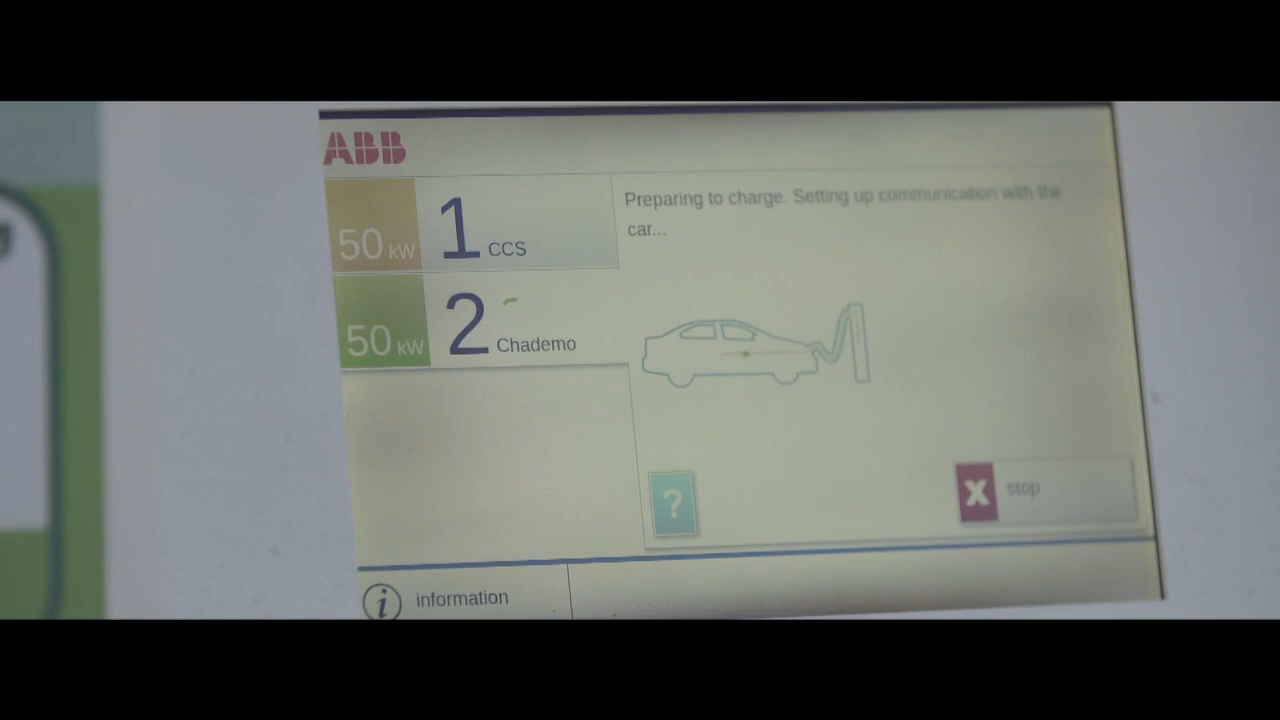 ABB
50 kW 1 CCS
50 kW 2 Chademo
Preparing to charge. Setting up communication with the
car...
?
X stop
i information